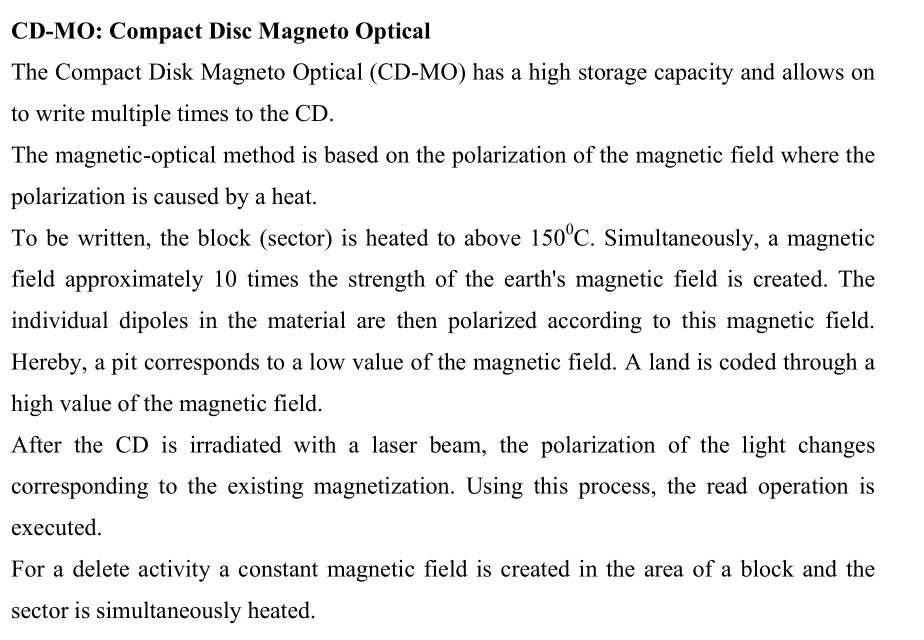 CD-MO: Compact Disc Magneto Optical
The Compact Disk Magneto Optical (CD-MO) has a high storage capacity and allows on
to write multiple times to the CD.
The magnetic-optical method is based on the polarization of the magnetic field where the
polarization is caused by a heat.
To be written, the block (sector) is heated to above 150⁰C. Simultaneously, a magnetic
field approximately 10 times the strength of the earth's magnetic field is created. The
individual dipoles in the material are then polarized according to this magnetic field.
Hereby, a pit corresponds to a low value of the magnetic field. A land is coded through a
high value of the magnetic field.
After the CD is irradiated with a laser beam, the polarization of the light changes
corresponding to the existing magnetization. Using this process, the read operation is
executed.
For a delete activity a constant magnetic field is created in the area of a block and the
sector is simultaneously heated.